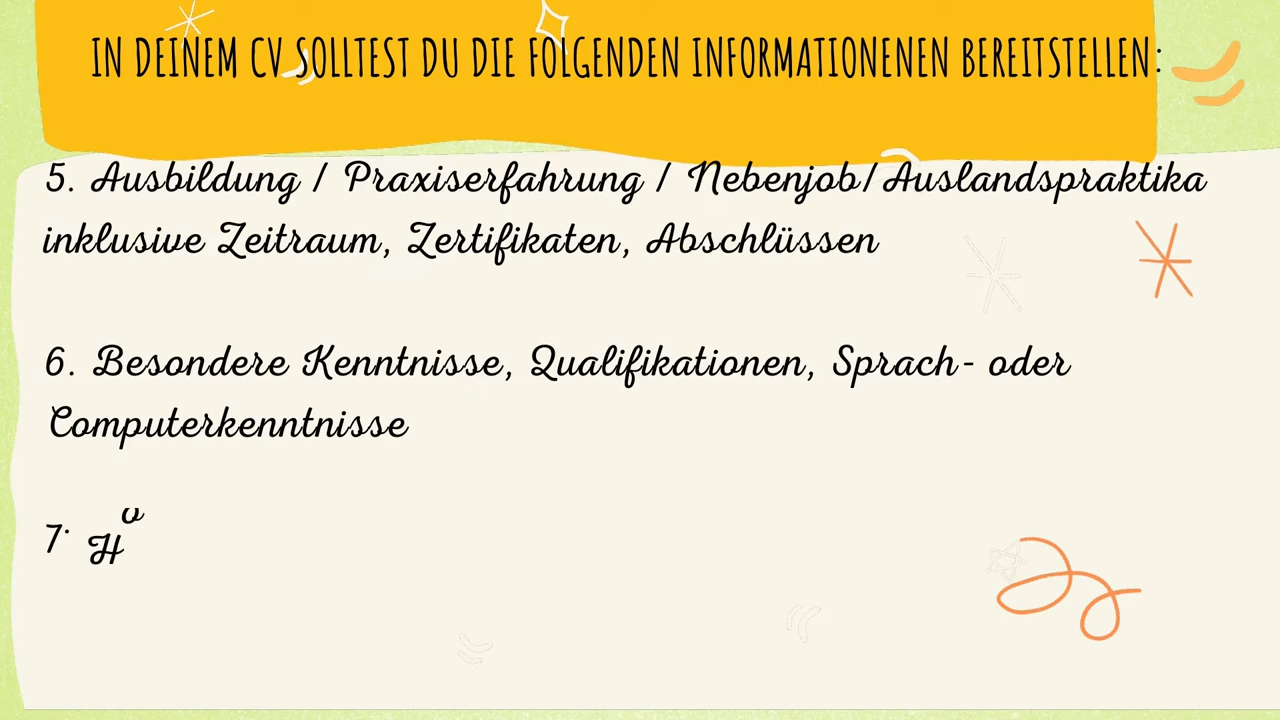 IN DEINEM CV SOLLTEST DU DIE FOLGENDEN INFORMATIONENEN BEREITSTELLEN:
5. Ausbildung / Praxiserfahrung / Nebenjob/Auslandspraktika
inklusive Zeitraum, Zertifikaten, Abschlüssen
6. Besondere Kenntnisse, Qualifikationen, Sprach- oder
Computerkenntnisse
7. Ho